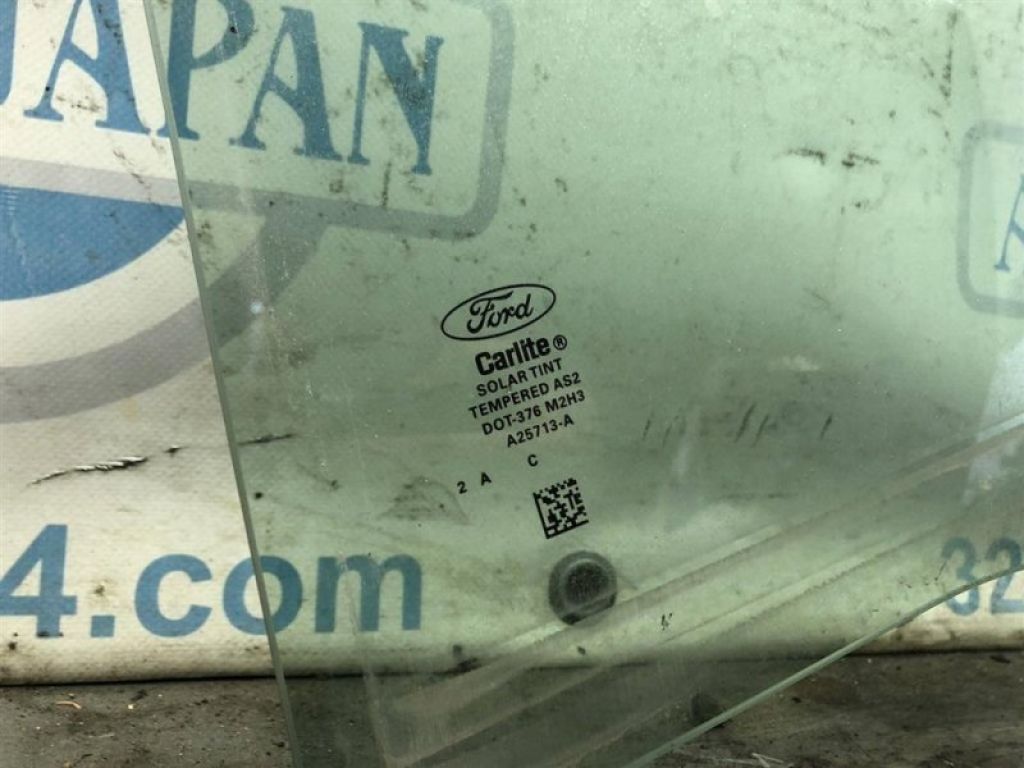 JAPAN
Ford
Carlite®
SOLAR TINT
TEMPERED AS2
DOT-376 M2H3
A25713-A
2 A C
4.com
32